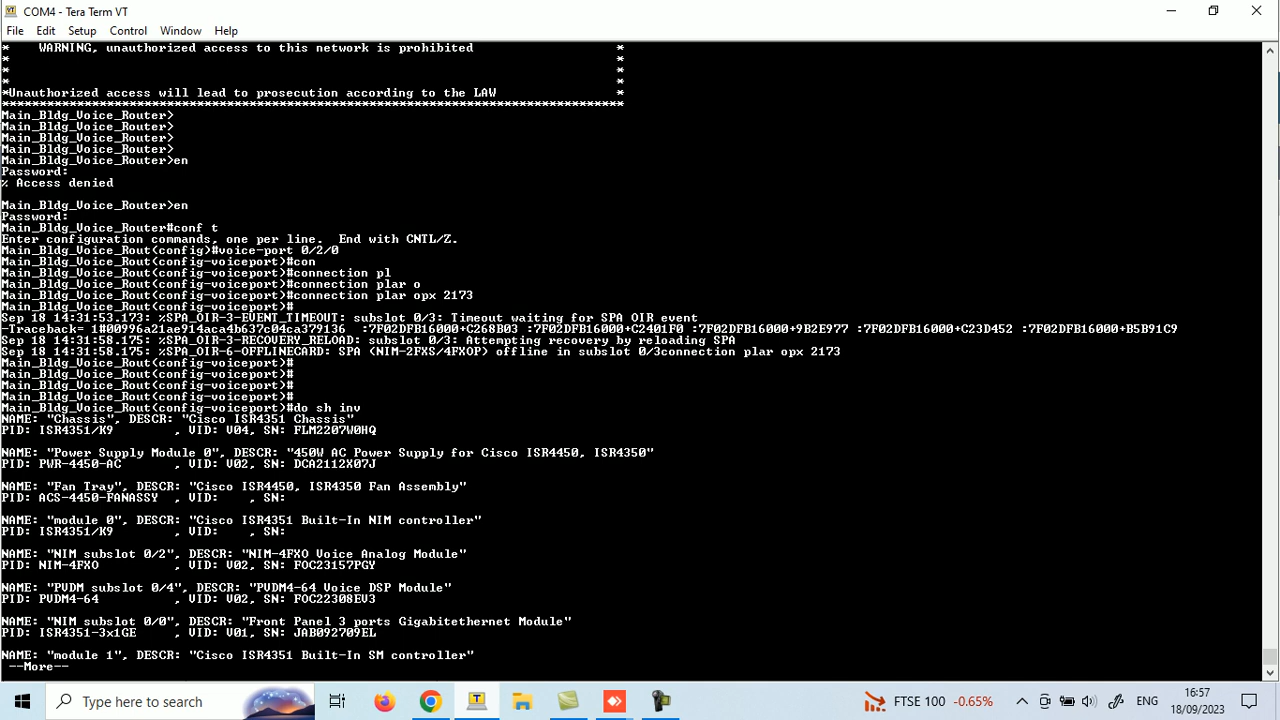 COM4 - Tera Term VT
File Edit Setup Control Window Help
* WARNING, unauthorized access to this network is prohibited *
* *
* *
* *
*Unauthorized access will lead to prosecution according to the LAW *
***********************************************************************************
Main_Bldg_Voice_Router>
Main_Bldg_Voice_Router>
Main_Bldg_Voice_Router>
Main_Bldg_Voice_Router>
Main_Bldg_Voice_Router>en
Password:
% Access denied
Main_Bldg_Voice_Router>en
Password:
Main_Bldg_Voice_Router#conf t
Enter configuration commands, one per line. End with CNTL/Z.
Main_Bldg_Voice_Rout(config)#voice-port 0/2/0
Main_Bldg_Voice_Rout(config-voiceport)#con
Main_Bldg_Voice_Rout(config-voiceport)#connection pl
Main_Bldg_Voice_Rout(config-voiceport)#connection plar o
Main_Bldg_Voice_Rout(config-voiceport)#connection plar opx 2173
Main_Bldg_Voice_Rout(config-voiceport)#
Sep 18 14:31:53.173: %SPA_OIR-3-EVENT_TIMEOUT: subslot 0/3: Timeout waiting for SPA OIR event
-Traceback= 1#00996a21ae914aca4b637c04ca379136 :7F02DFB16000+C268B03 :7F02DFB16000+C2401F0 :7F02DFB16000+9B2E977 :7F02DFB16000+C23D452 :7F02DFB16000+B5B91C9
Sep 18 14:31:58.175: %SPA_OIR-3-RECOVERY_RELOAD: subslot 0/3: Attempting recovery by reloading SPA
Sep 18 14:31:58.175: %SPA_OIR-6-OFFLINECARD: SPA (NIM-2FXS/4FXOP) offline in subslot 0/3connection plar opx 2173
Main_Bldg_Voice_Rout(config-voiceport)#
Main_Bldg_Voice_Rout(config-voiceport)#
Main_Bldg_Voice_Rout(config-voiceport)#
Main_Bldg_Voice_Rout(config-voiceport)#
Main_Bldg_Voice_Rout(config-voiceport)#do sh inv
NAME: "Chassis", DESCR: "Cisco ISR4351 Chassis"
PID: ISR4351/K9 , VID: V04, SN: FLM2207W0HQ
NAME: "Power Supply Module 0", DESCR: "450W AC Power Supply for Cisco ISR4450, ISR4350"
PID: PWR-4450-AC , VID: V02, SN: DCA2112X07J
NAME: "Fan Tray", DESCR: "Cisco ISR4450, ISR4350 Fan Assembly"
PID: ACS-4450-FANASSY , VID: , SN:
NAME: "module 0", DESCR: "Cisco ISR4351 Built-In NIM controller"
PID: ISR4351/K9 , VID: , SN:
NAME: "NIM subslot 0/2", DESCR: "NIM-4FXO Voice Analog Module"
PID: NIM-4FXO , VID: V02, SN: FOC23157PGY
NAME: "PVDM subslot 0/4", DESCR: "PVDM4-64 Voice DSP Module"
PID: PVDM4-64 , VID: V02, SN: FOC22308EV3
NAME: "NIM subslot 0/0", DESCR: "Front Panel 3 ports Gigabitethernet Module"
PID: ISR4351-3x1GE , VID: V01, SN: JAB092709EL
NAME: "module 1", DESCR: "Cisco ISR4351 Built-In SM controller"
--More--
Type here to search
FTSE 100 -0.65%
ENG
16:57
18/09/2023